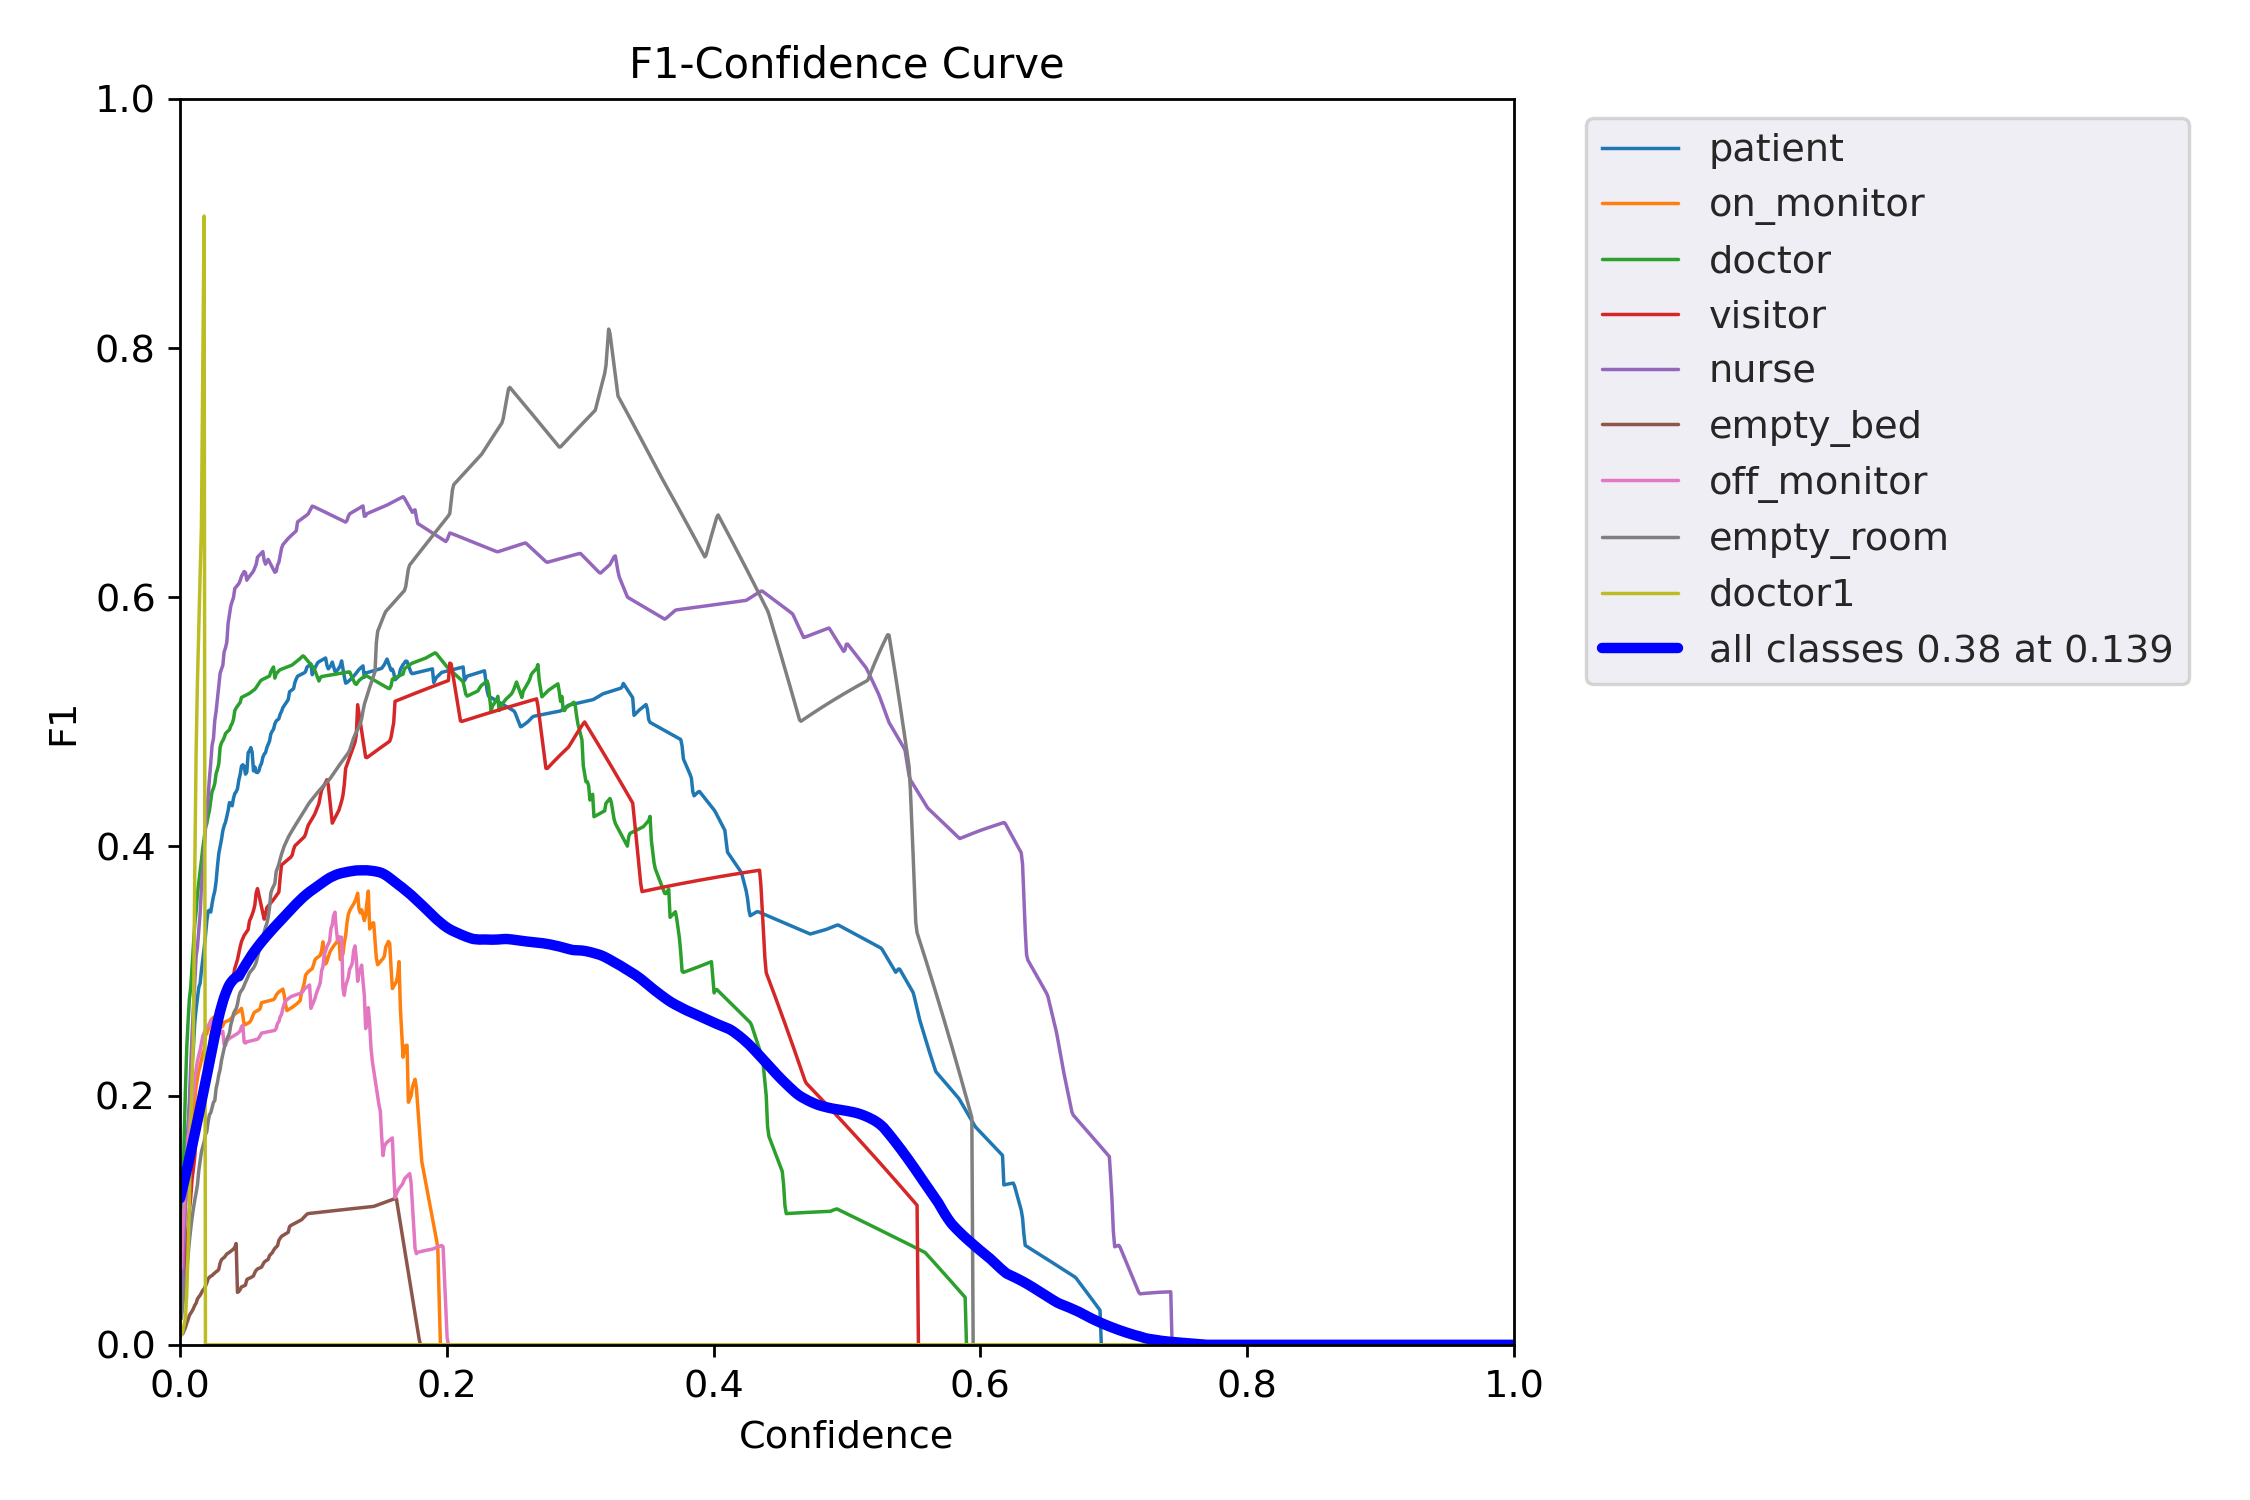 F1-Confidence Curve
1.0
0.8
0.6
0.4
0.2
0.0
F1
0.0 0.2 0.4 0.6 0.8 1.0
Confidence
patient
on_monitor
doctor
visitor
nurse
empty_bed
off_monitor
empty_room
doctor1
all classes 0.38 at 0.139